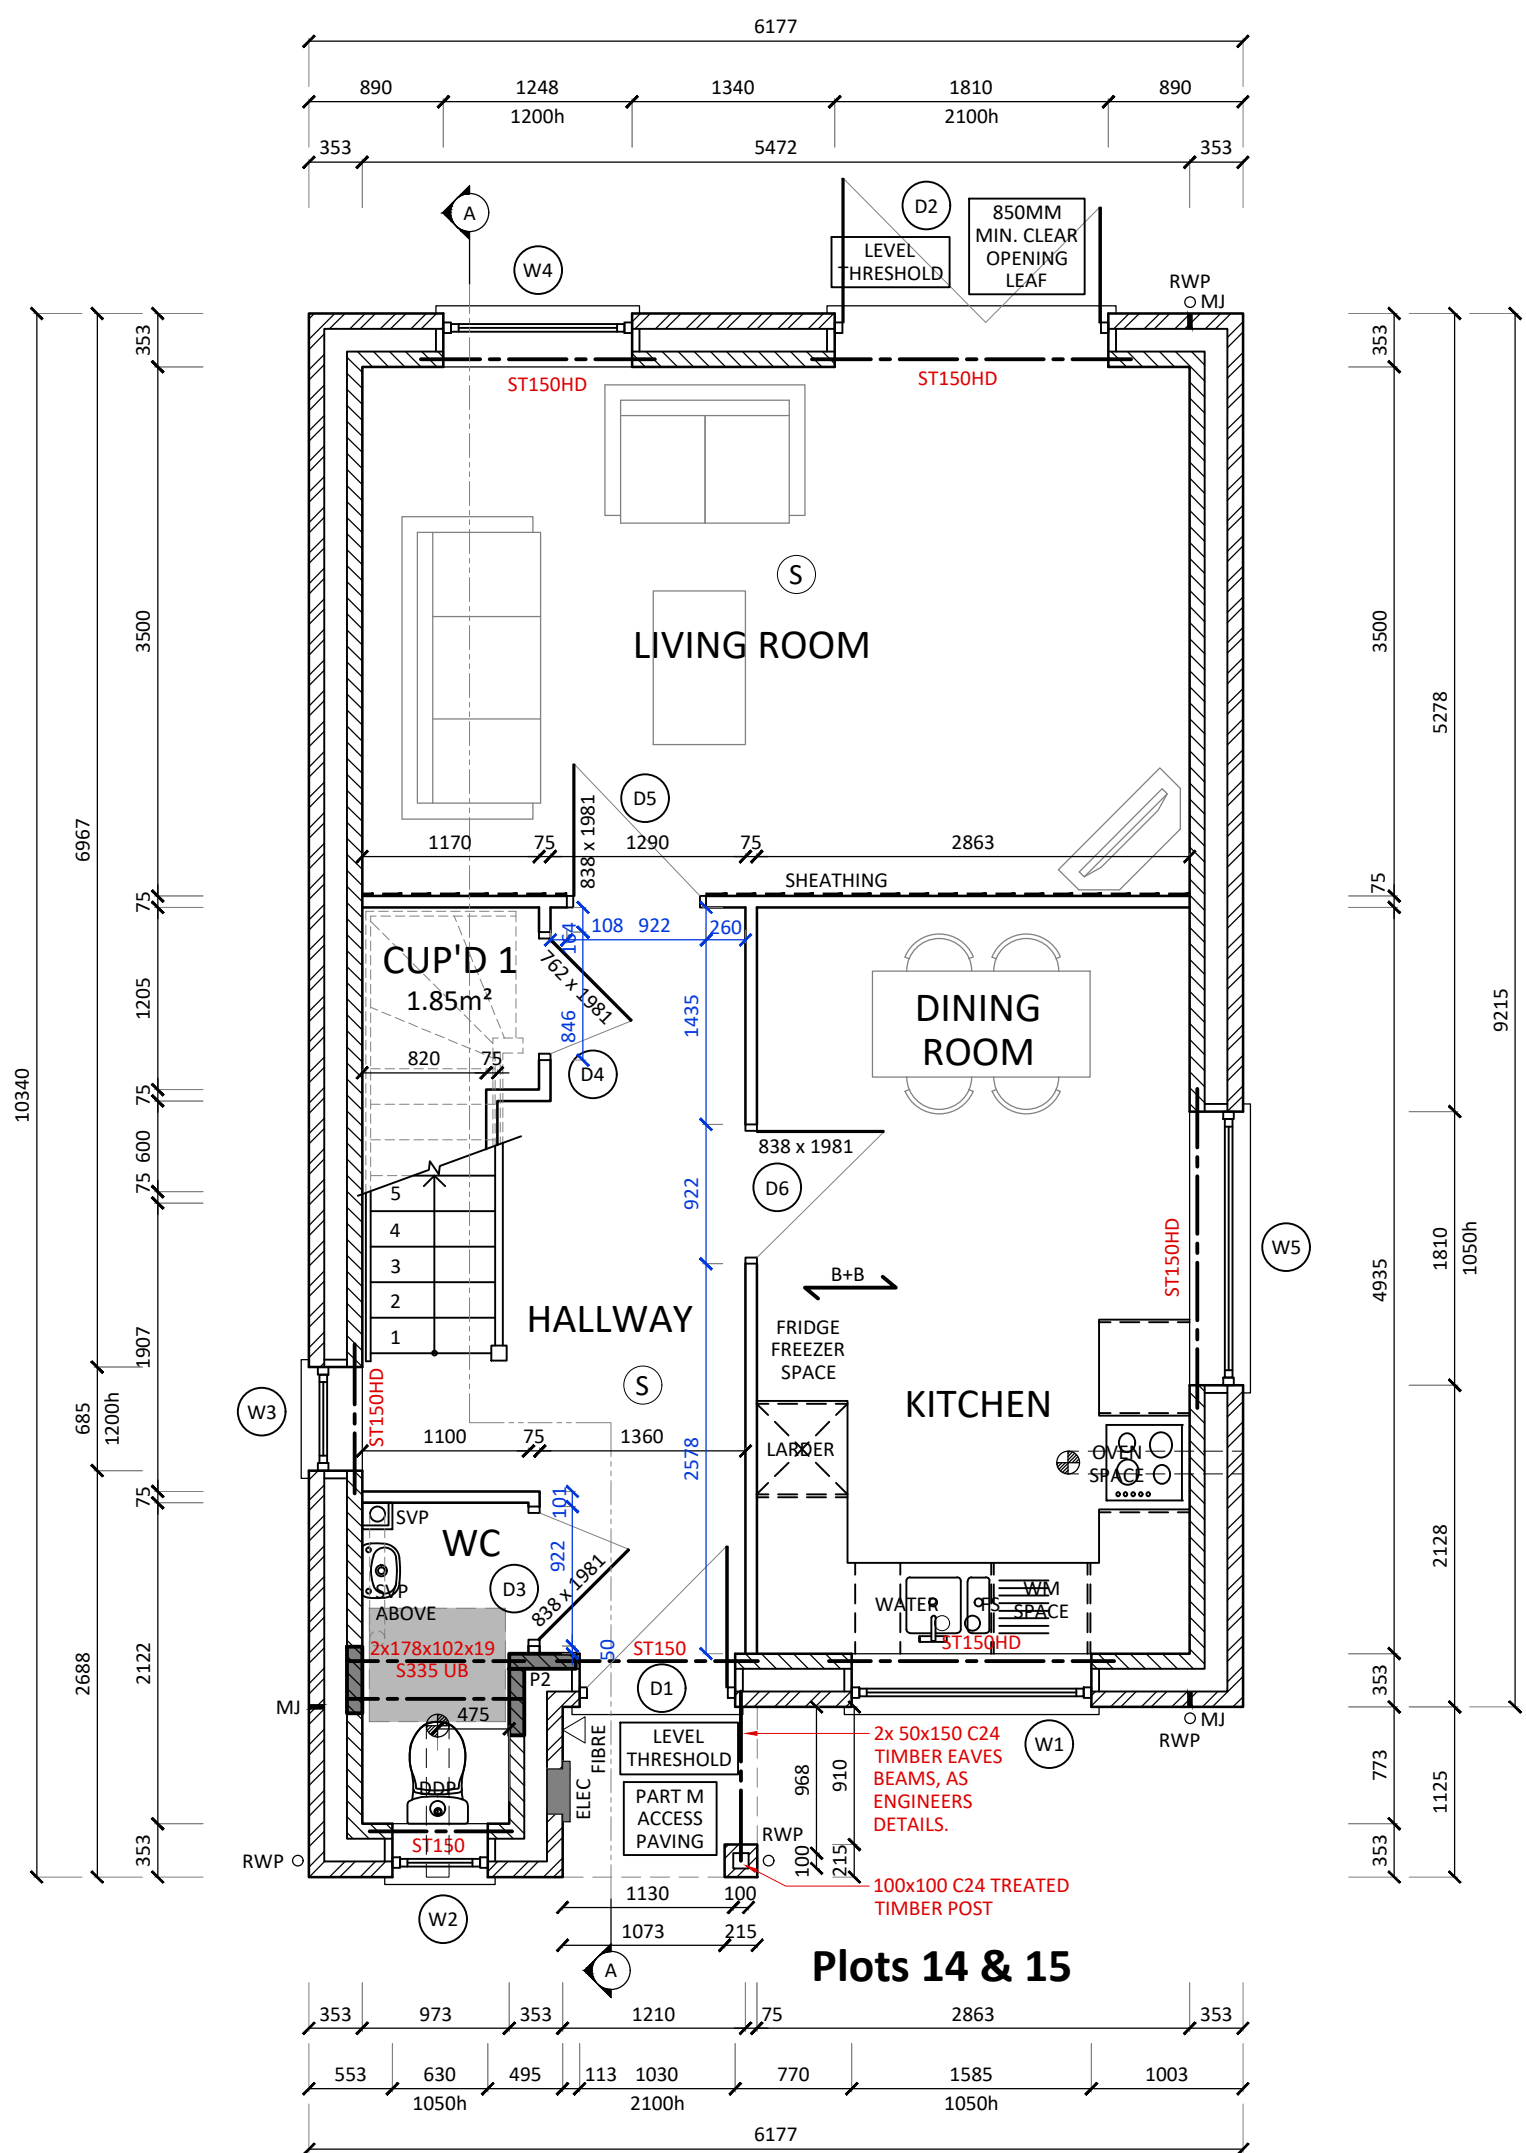 6177
890 1248 1340 1810 890
1200h 2100h
353 5472 353
A
D2
850MM
MIN. CLEAR
OPENING
LEAF
LEVEL
THRESHOLD
W4
RWP
MJ
ST150HD
ST150HD
353
353
S
LIVING ROOM
3500
3500
5278
6967
D5
838 x 1981
1170 75 1290 75 2863
SHEATHING
75
75
164
108 922 260
CUP'D 1
1.85m²
762 x 1981
846
1435
DINING
ROOM
1205
9215
10340
820 75
D4
75
600
75
838 x 1981
D6
922
5
4
3
2
1
ST150HD
W5
1810
1050h
4935
B+B
HALLWAY
FRIDGE
FREEZER
SPACE
1907
S
KITCHEN
W3
685
1200h
ST150HD
1100 75 1360
2578
LARDER
OVEN
SPACE
75
101
SVP
WC
922
D3
838 x 1981
SVP
ABOVE
WATER
FS
WM
SPACE
2128
2122
2688
2x178x102x19
S335 UB
50
ST150
ST150HD
P2
D1
353
MJ
475
FIBRE
LEVEL
THRESHOLD
2x 50x150 C24
TIMBER EAVES
BEAMS, AS
ENGINEERS
DETAILS.
W1
MJ
RWP
968
910
773
1125
DDP
ELEC
PART M
ACCESS
PAVING
RWP
ST150
353
RWP
100
215
353
100x100 C24 TREATED
TIMBER POST
W2
1130 100
1073 215
A
Plots 14 & 15
353 973 353 1210 75 2863 353
553 630 495 113 1030 770 1585 1003
1050h 2100h 1050h
6177